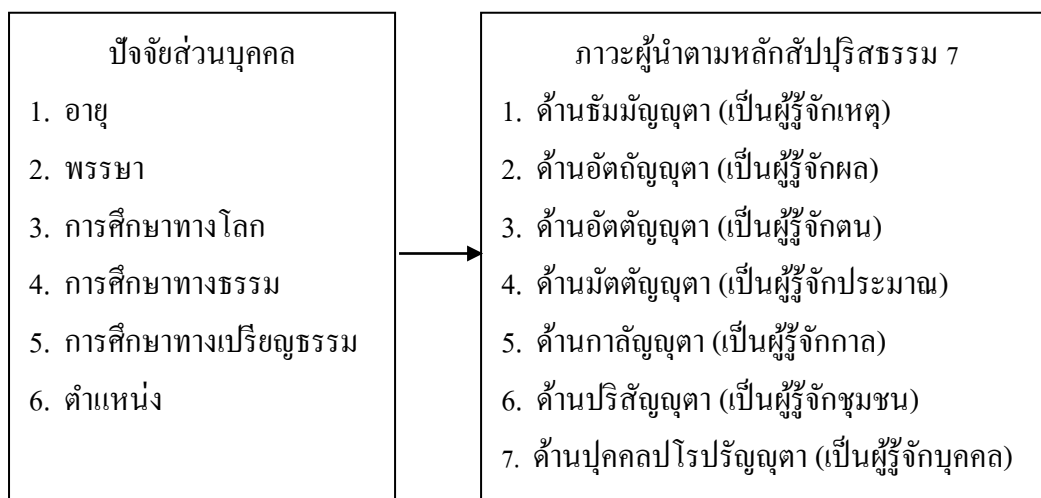 ปัจจัยส่วนบุคคล
1. อายุ
2. พรรษา
3. การศึกษาทางโลก
4. การศึกษาทางธรรม
5. การศึกษาทางเปรียญธรรม
6. ตำแหน่ง
ภาวะผู้นำตามหลักสัปปุริสธรรม 7
1. ด้านธัมมัญญุตา (เป็นผู้รู้จักเหตุ)
2. ด้านอัตถัญญุตา (เป็นผู้รู้จักผล)
3. ด้านอัตตัญญุตา (เป็นผู้รู้จักตน)
4. ด้านมัตตัญญุตา (เป็นผู้รู้จักประมาณ)
5. ด้านกาลัญญุตา (เป็นผู้รู้จักกาล)
6. ด้านปริสัญญุตา (เป็นผู้รู้จักชุมชน)
7. ด้านปุคคลปโรปรัญญุตา (เป็นผู้รู้จักบุคคล)